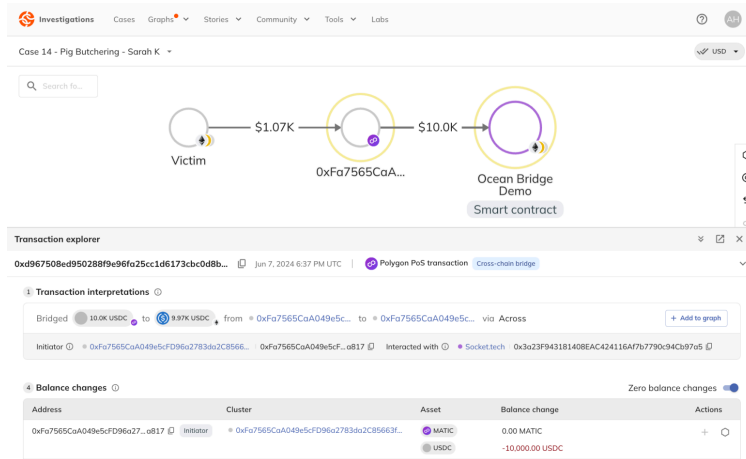 Investigations Cases Graphs Stories Community Tools Labs AH
Case 14 - Pig Butchering - Sarah K USD
Search fo...
$1.07K $10.0K
Victim
0xFa7565CaA...
Ocean Bridge
Demo
Smart contract
Transaction explorer
0xd967508ed950288f9e96fa25cc1d6173cbc0d8b... Jun 7, 2024 6:37 PM UTC Polygon PoS transaction Cross-chain bridge
1 Transaction interpretations
Bridged 10.0K USDC to 9.97K USDC from 0xFa7565CaA049e5c... to 0xFa7565CaA049e5c... via Across + Add to graph
Initiator 0xFa7565CaA049e5cFD96a2783da2C8566... 0xFa7565CaA049e5cF...a817 Interacted with Socket.tech 0x3a23F943181408EAC424116Af7b7790c94Cb97a5
4 Balance changes Zero balance changes
Address Cluster Asset Balance change Actions
0xFa7565CaA049e5cFD96a27...a817 Initiator 0xFa7565CaA049e5cFD96a2783da2C85663f... MATIC 0.00 MATIC
USDC -10,000.00 USDC